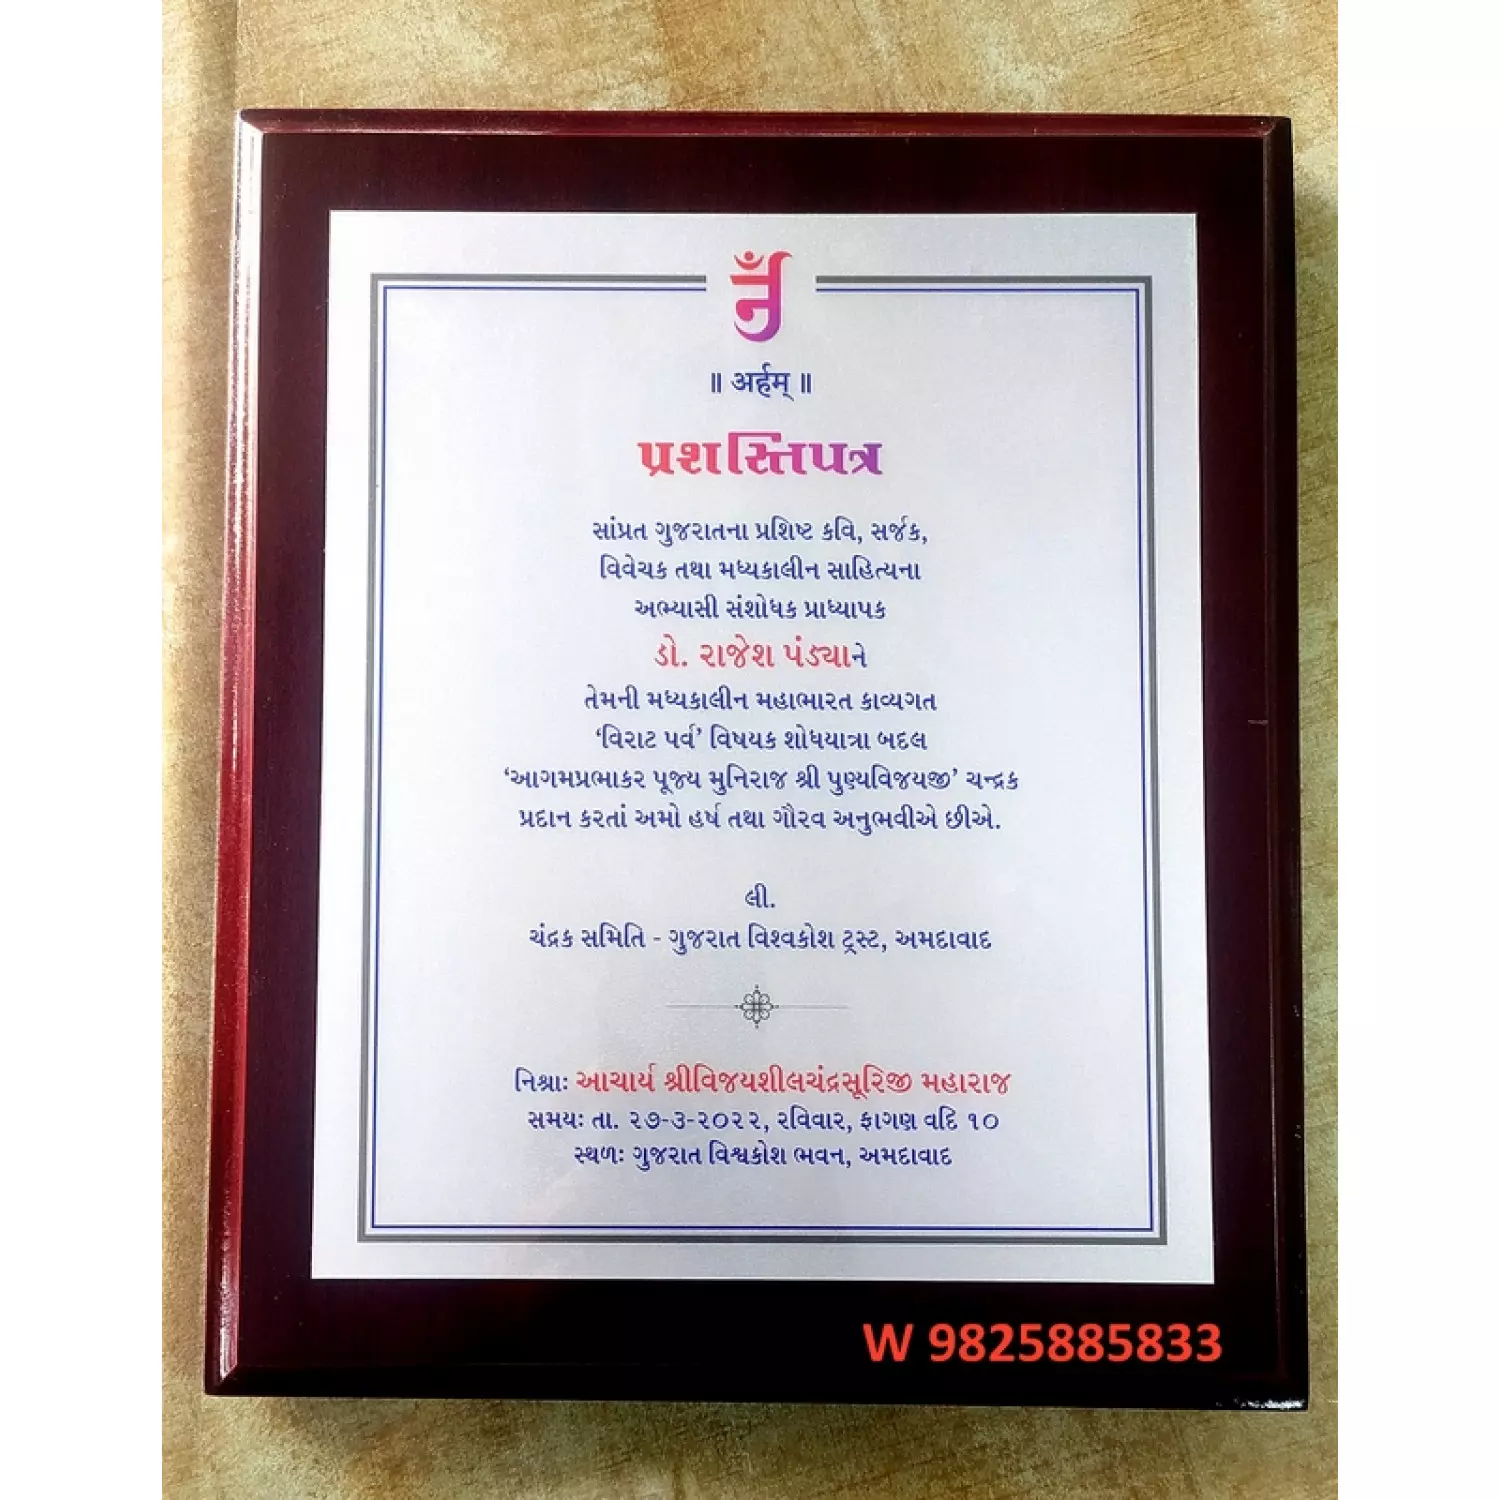 ॥ अर्हम् ॥
પ્રશસ્તિપત્ર
સાંપ્રત ગુજરાતના પ્રશિષ્ટ કવિ, સર્જક,
વિવેચક તથા મધ્યકાલીન સાહિત્યના
અભ્યાસી સંશોધક પ્રાધ્યાપક
ડો. રાજેશ પંડ્યાને
તેમની મધ્યકાલીન મહાભારત કાવ્યગત
‘વિરાટ પર્વ’ વિષયક શોધયાત્રા બદલ
‘આગમપ્રભાકર પૂજ્ય મુનિરાજ શ્રી પુણ્યવિજયજી’ ચન્દ્રક
પ્રદાન કરતાં અમો હર્ષ તથા ગૌરવ અનુભવીએ છીએ.
લી.
ચંદ્રક સમિતિ - ગુજરાત વિશ્વકોશ ટ્રસ્ટ, અમદાવાદ
નિશ્રાઃ આચાર્ય શ્રીવિજયશીલચંદ્રસૂરિજી મહારાજ
સમયઃ તા. ૨૭-૩-૨૦૨૨, રવિવાર, ફાગણ વદિ ૧૦
સ્થળઃ ગુજરાત વિશ્વકોશ ભવન, અમદાવાદ
W 9825885833